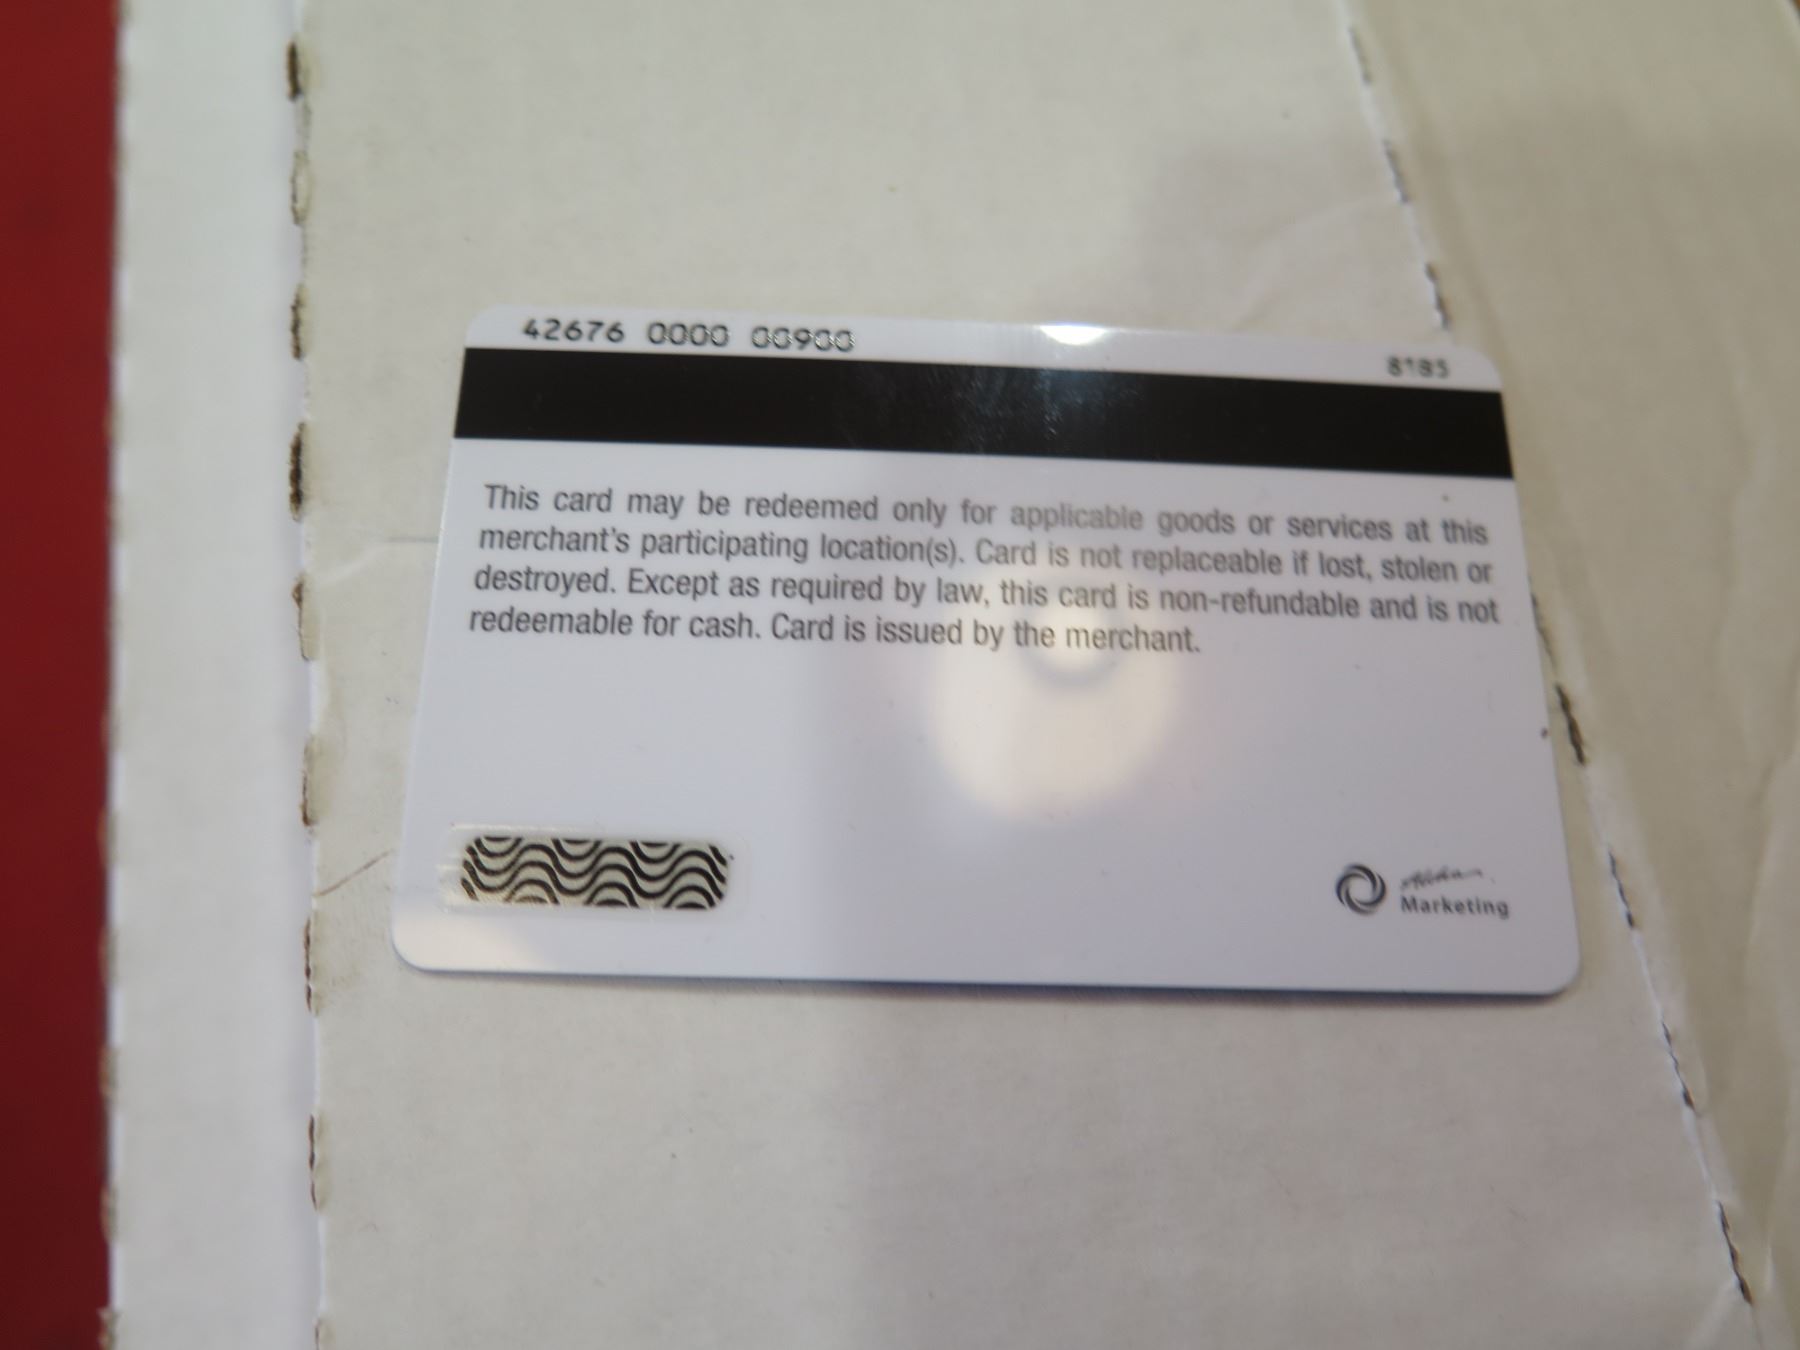 42676 0000 00900
8185
This card may be redeemed only for applicable goods or services at this
merchant's participating location(s). Card is not replaceable if lost, stolen or
destroyed. Except as required by law, this card is non-refundable and is not
redeemable for cash. Card is issued by the merchant.
Marketing